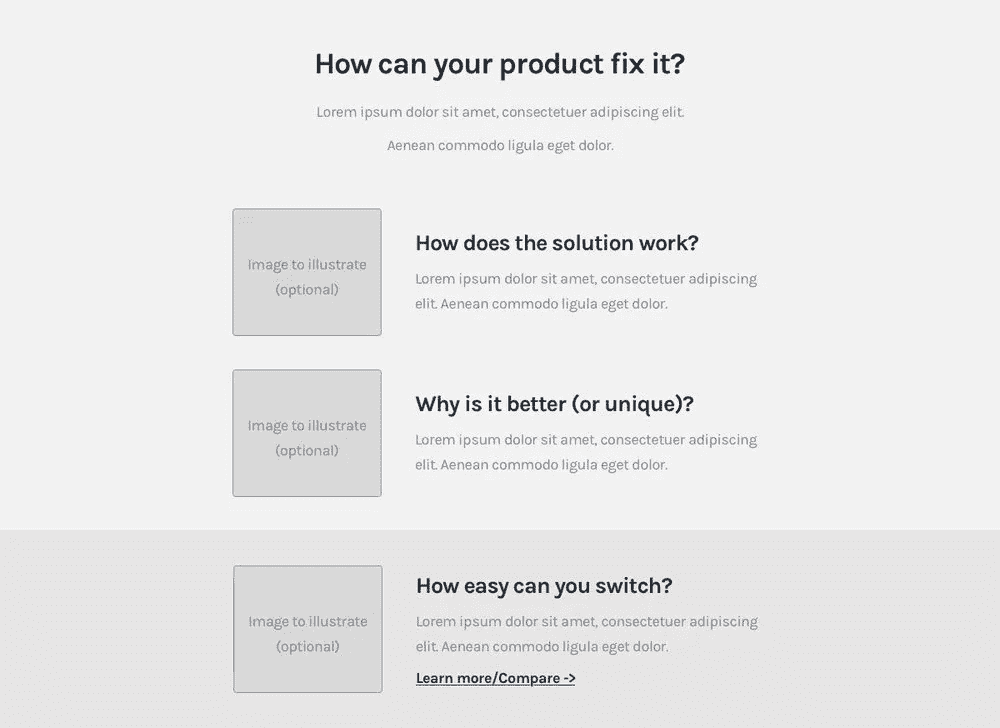 How can your product fix it?
Lorem ipsum dolor sit amet, consectetuer adipiscing elit.
Aenean commodo ligula eget dolor.
Image to illustrate
(optional)
How does the solution work?
Lorem ipsum dolor sit amet, consectetuer adipiscing
elit. Aenean commodo ligula eget dolor.
Image to illustrate
(optional)
Why is it better (or unique)?
Lorem ipsum dolor sit amet, consectetuer adipiscing
elit. Aenean commodo ligula eget dolor.
Image to illustrate
(optional)
How easy can you switch?
Lorem ipsum dolor sit amet, consectetuer adipiscing
elit. Aenean commodo ligula eget dolor.
Learn more/Compare ->